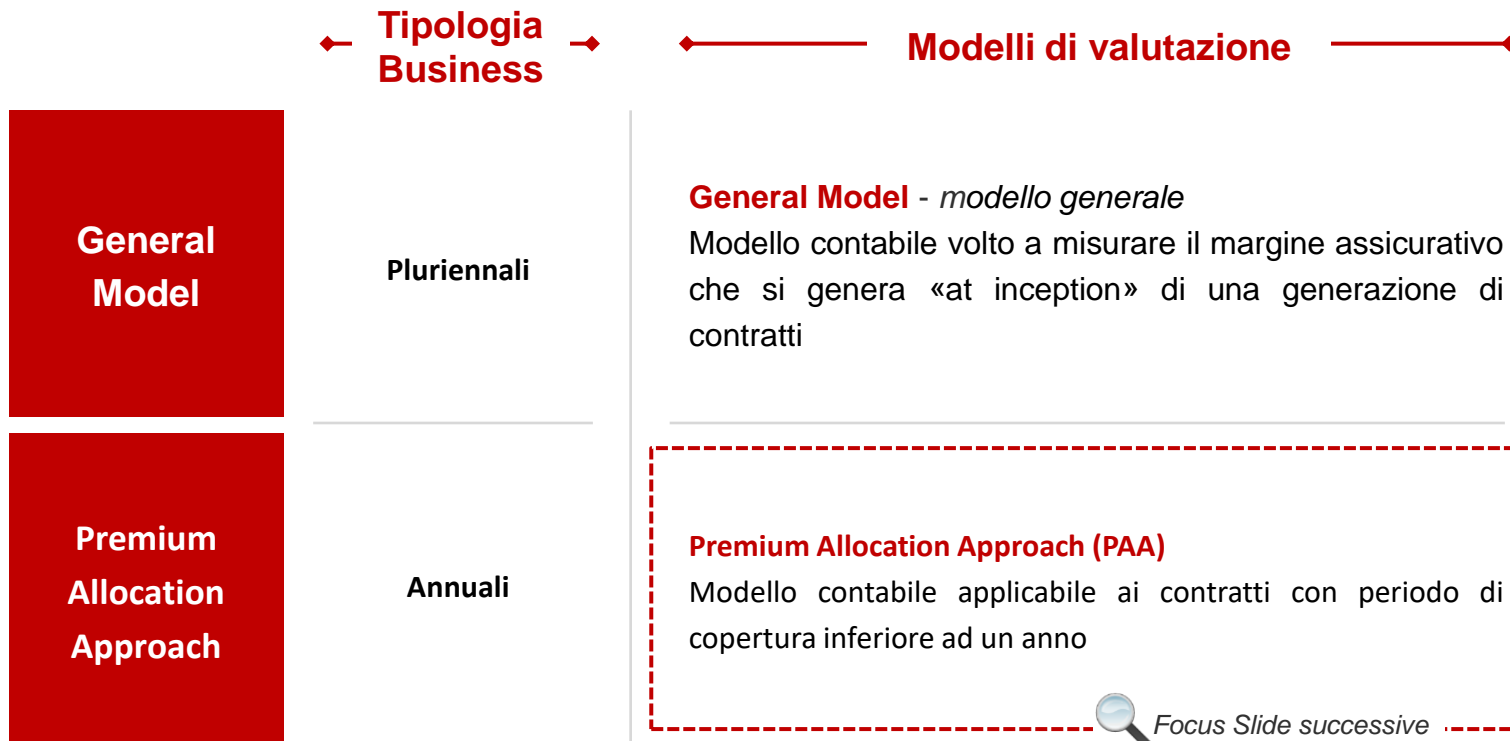 Tipologia
Business
Modelli di valutazione
General
Model
Pluriennali
General Model - modello generale
Modello contabile volto a misurare il margine assicurativo
che si genera «at inception» di una generazione di
contratti
Premium
Allocation
Approach
Annuali
Premium Allocation Approach (PAA)
Modello contabile applicabile ai contratti con periodo di
copertura inferiore ad un anno
Focus Slide successive